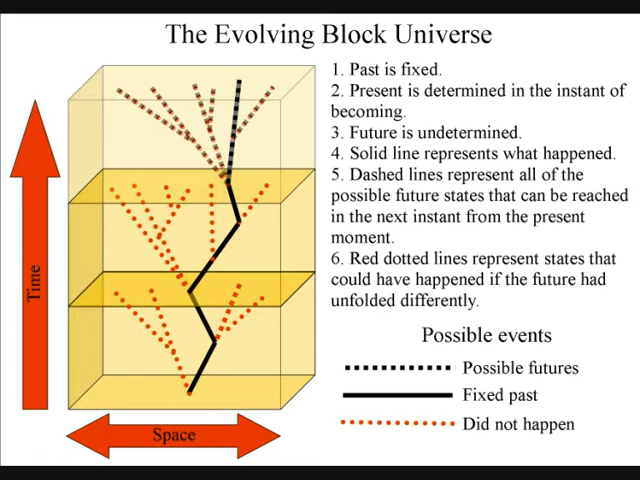 The Evolving Block Universe
1. Past is fixed.
2. Present is determined in the instant of
becoming.
3. Future is undetermined.
4. Solid line represents what happened.
5. Dashed lines represent all of the
possible future states that can be reached
in the next instant from the present
moment.
6. Red dotted lines represent states that
could have happened if the future had
unfolded differently.
Possible events
Possible futures
Fixed past
Did not happen
Time
Space